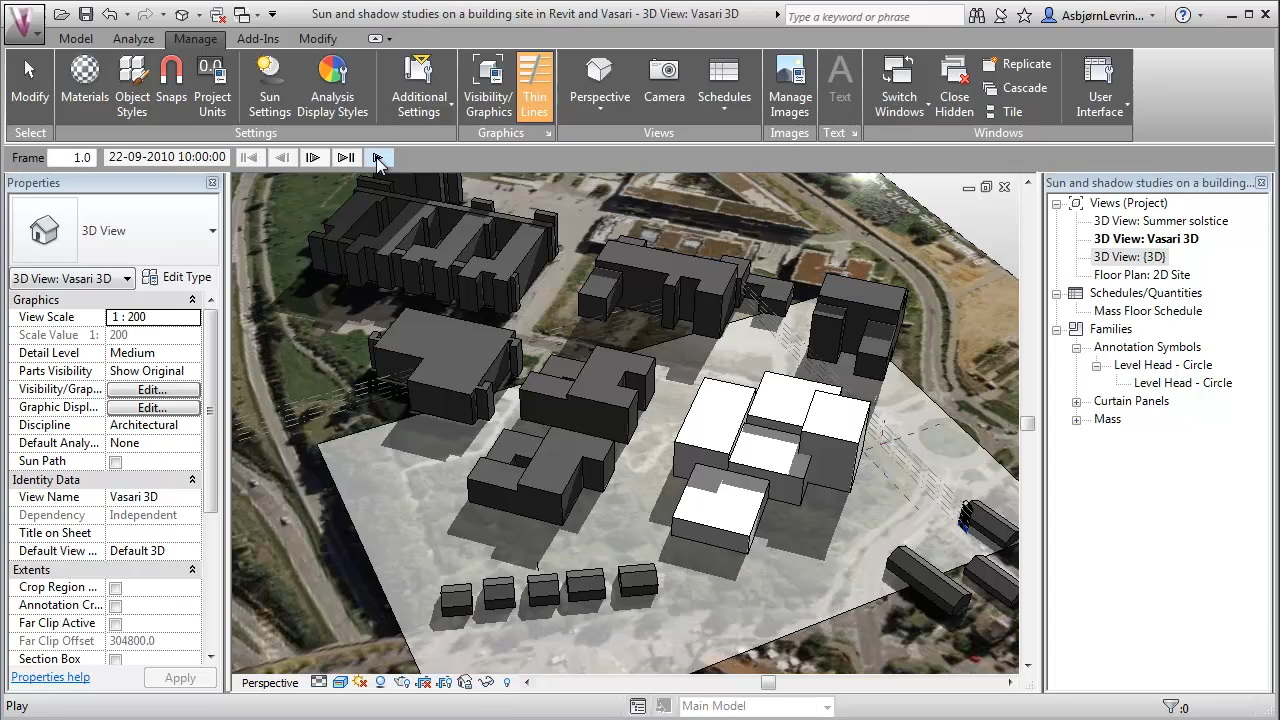 Sun and shadow studies on a building site in Revit and Vasari - 3D View: Vasari 3D
Type a keyword or phrase
AsbjørnLevrin...
Model Analyze Manage Add-Ins Modify
Modify
Materials
Object Styles
Snaps
Project Units
Sun Settings
Analysis Display Styles
Additional Settings
Visibility/ Graphics
Thin Lines
Perspective
Camera
Schedules
Manage Images
Text
Switch Windows
Close Hidden
Replicate
Cascade
Tile
User Interface
Select Settings Graphics Views Images Text Windows
Frame 1.0 22-09-2010 10:00:00
Properties
3D View
3D View: Vasari 3D Edit Type
Graphics
View Scale 1 : 200
Scale Value 1: 200
Detail Level Medium
Parts Visibility Show Original
Visibility/Grap... Edit...
Graphic Displ... Edit...
Discipline Architectural
Default Analy... None
Sun Path
Identity Data
View Name Vasari 3D
Dependency Independent
Title on Sheet
Default View ... Default 3D
Extents
Crop Region ...
Annotation Cr...
Far Clip Active
Far Clip Offset 304800.0
Section Box
Properties help Apply
Perspective
Sun and shadow studies on a building...
Views (Project)
3D View: Summer solstice
3D View: Vasari 3D
3D View: {3D}
Floor Plan: 2D Site
Schedules/Quantities
Mass Floor Schedule
Families
Annotation Symbols
Level Head - Circle
Level Head - Circle
Curtain Panels
Mass
Play
Main Model
:0